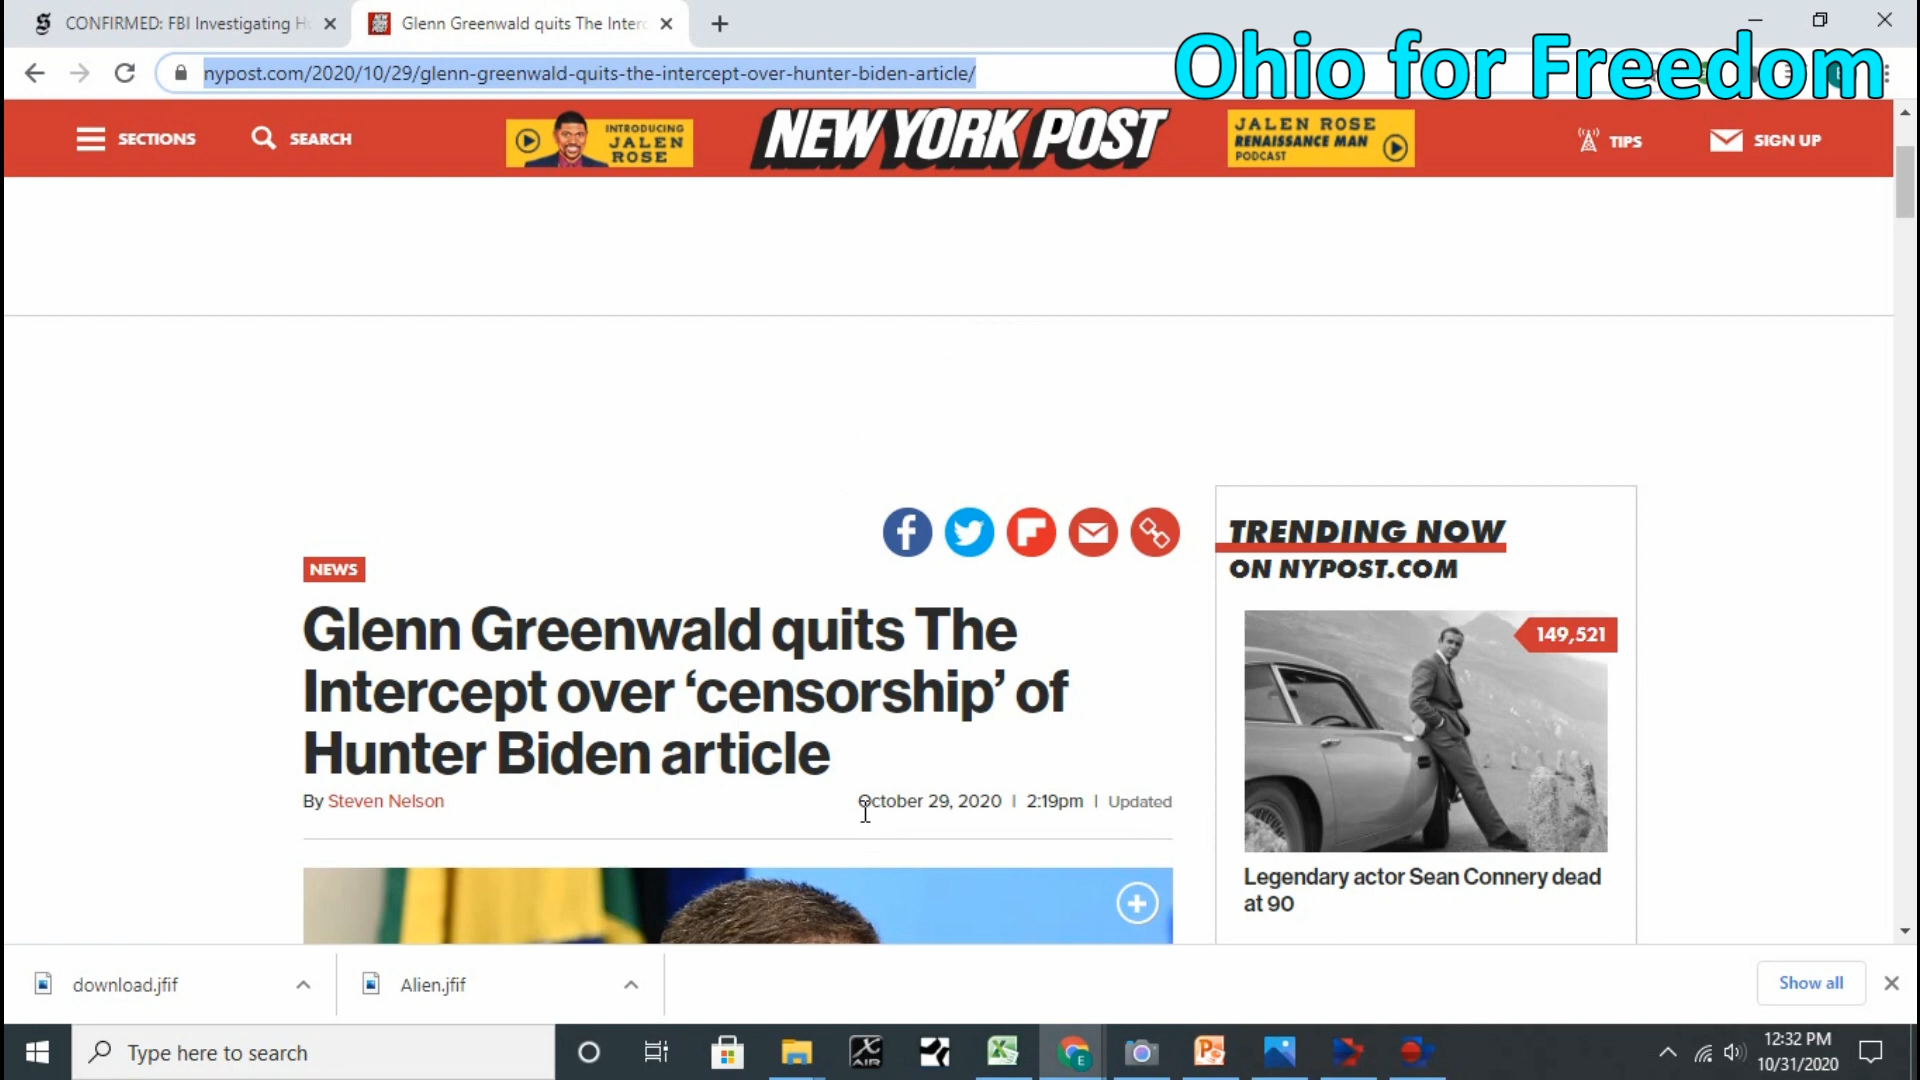 CONFIRMED: FBI Investigating H
Glenn Greenwald quits The Inter
Ohio for Freedom
nypost.com/2020/10/29/glenn-greenwald-quits-the-intercept-over-hunter-biden-article/
SECTIONS
SEARCH
INTRODUCING
JALEN
ROSE
NEW YORK POST
JALEN ROSE
RENAISSANCE MAN
PODCAST
TIPS
SIGN UP
NEWS
Glenn Greenwald quits The
Intercept over ‘censorship’ of
Hunter Biden article
By Steven Nelson
October 29, 2020 | 2:19pm | Updated
TRENDING NOW
ON NYPOST.COM
149,521
Legendary actor Sean Connery dead
at 90
download.jfif
Alien.jfif
Show all
Type here to search
X AIR
12:32 PM
10/31/2020